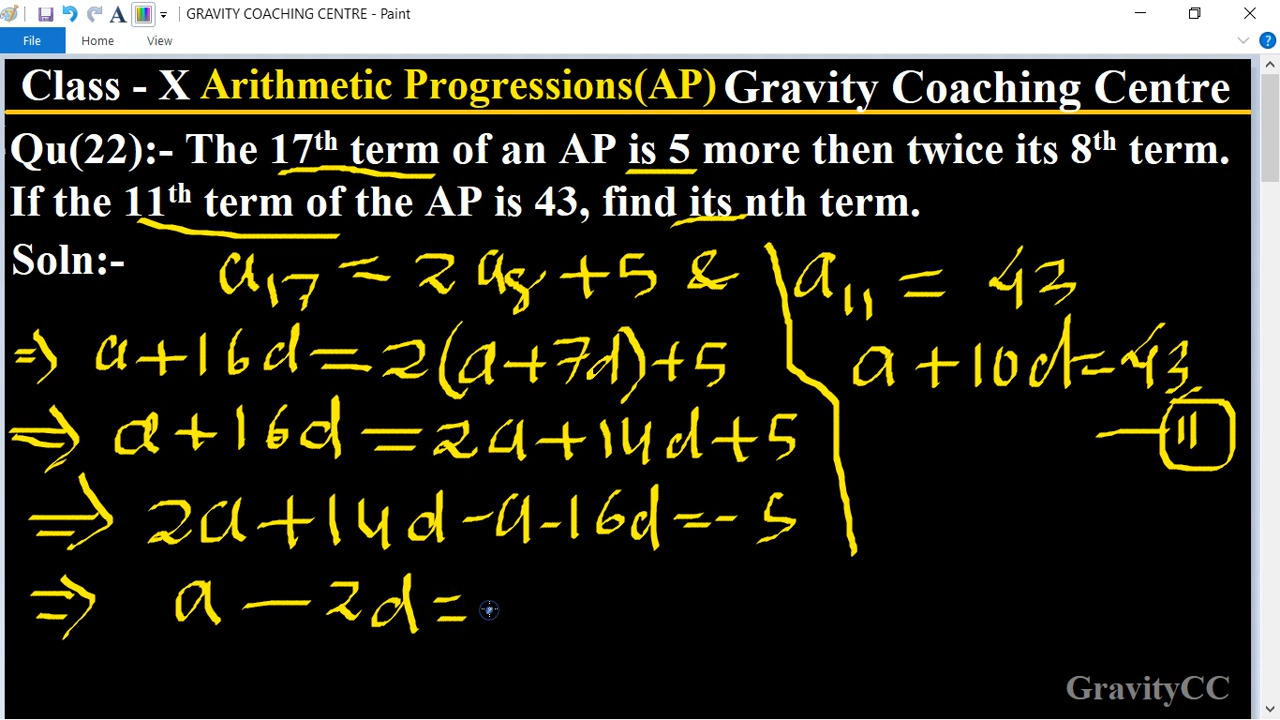 GRAVITY COACHING CENTRE - Paint
File Home View
Class - X Arithmetic Progressions(AP) Gravity Coaching Centre
Qu(22):- The 17th term of an AP is 5 more then twice its 8th term.
If the 11th term of the AP is 43, find its nth term.
Soln:-
a17 = 2a8 + 5 &
⇒ a + 16d = 2(a + 7d) + 5
⇒ a + 16d = 2a + 14d + 5
⇒ 2a + 14d - a - 16d = - 5
⇒ a - 2d =
a11 = 43
a + 10d = 43
— II
GravityCC